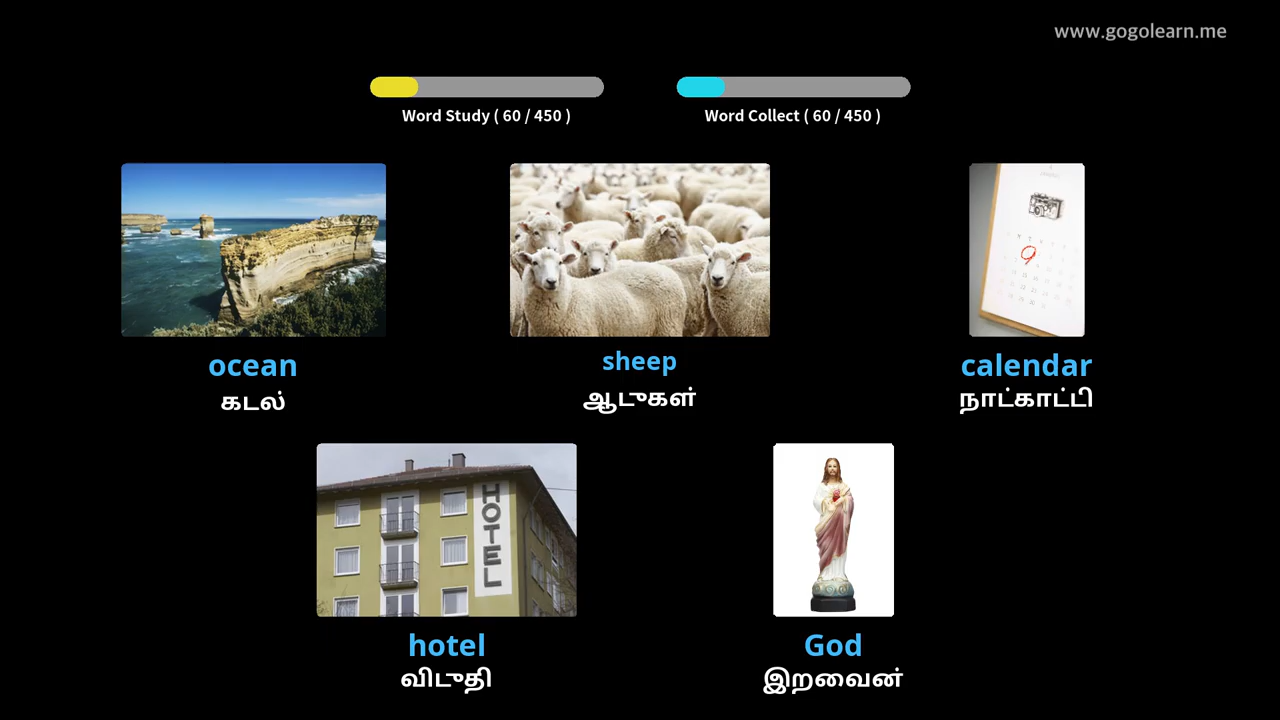 www.gogolearn.me
Word Study ( 60 / 450 )
Word Collect ( 60 / 450 )
ocean
கடல்
sheep
ஆடுகள்
calendar
நாட்காட்டி
HOTEL
hotel
விடுதி
God
இறைவன்